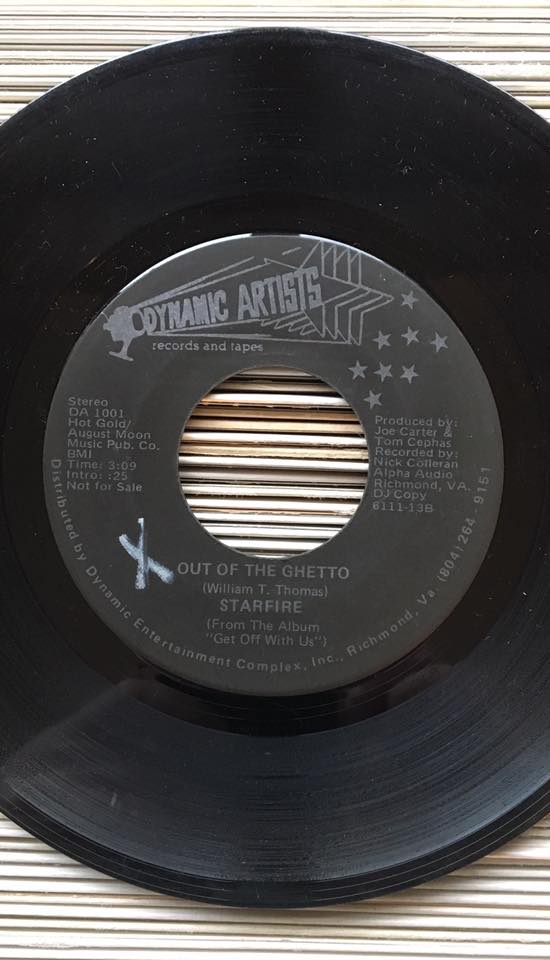 DYNAMIC ARTISTS
records and tapes
Stereo
DA 1001
Hot Gold/
August Moon
Music Pub. Co.
BMI
Time: 3:09
Intro: :25
Not for Sale
Produced by:
Joe Carter &
Tom Cephas
Recorded by:
Nick Colleran
Alpha Audio
Richmond, VA.
DJ Copy
6111-13B
X
OUT OF THE GHETTO
(William T. Thomas)
STARFIRE
(From The Album
"Get Off With Us")
Distributed by Dynamic Entertainment Complex, Inc., Richmond, Va. (804) 264-9151